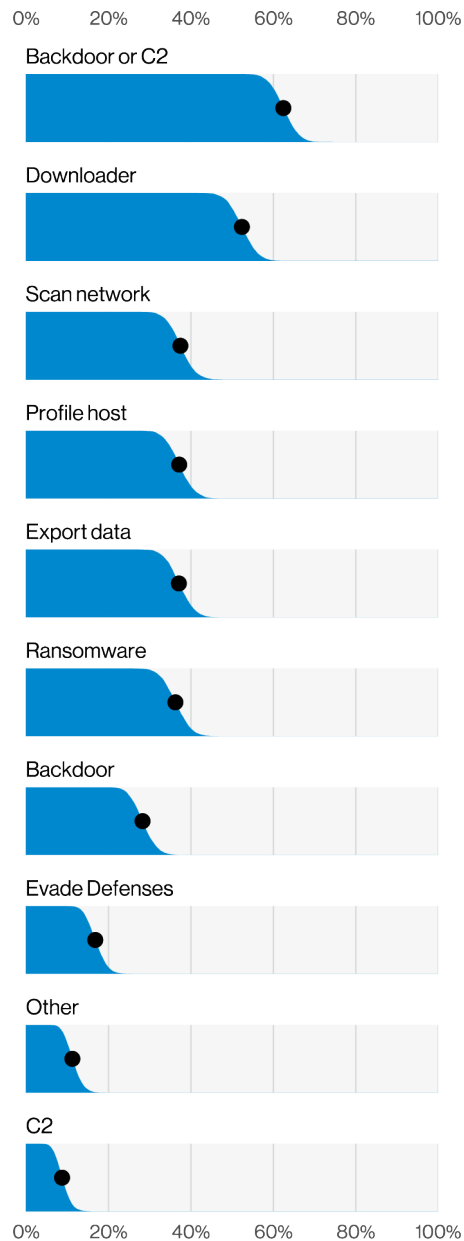 0% 20% 40% 60% 80% 100%
Backdoor or C2
Downloader
Scan network
Profile host
Export data
Ransomware
Backdoor
Evade Defenses
Other
C2
0% 20% 40% 60% 80% 100%